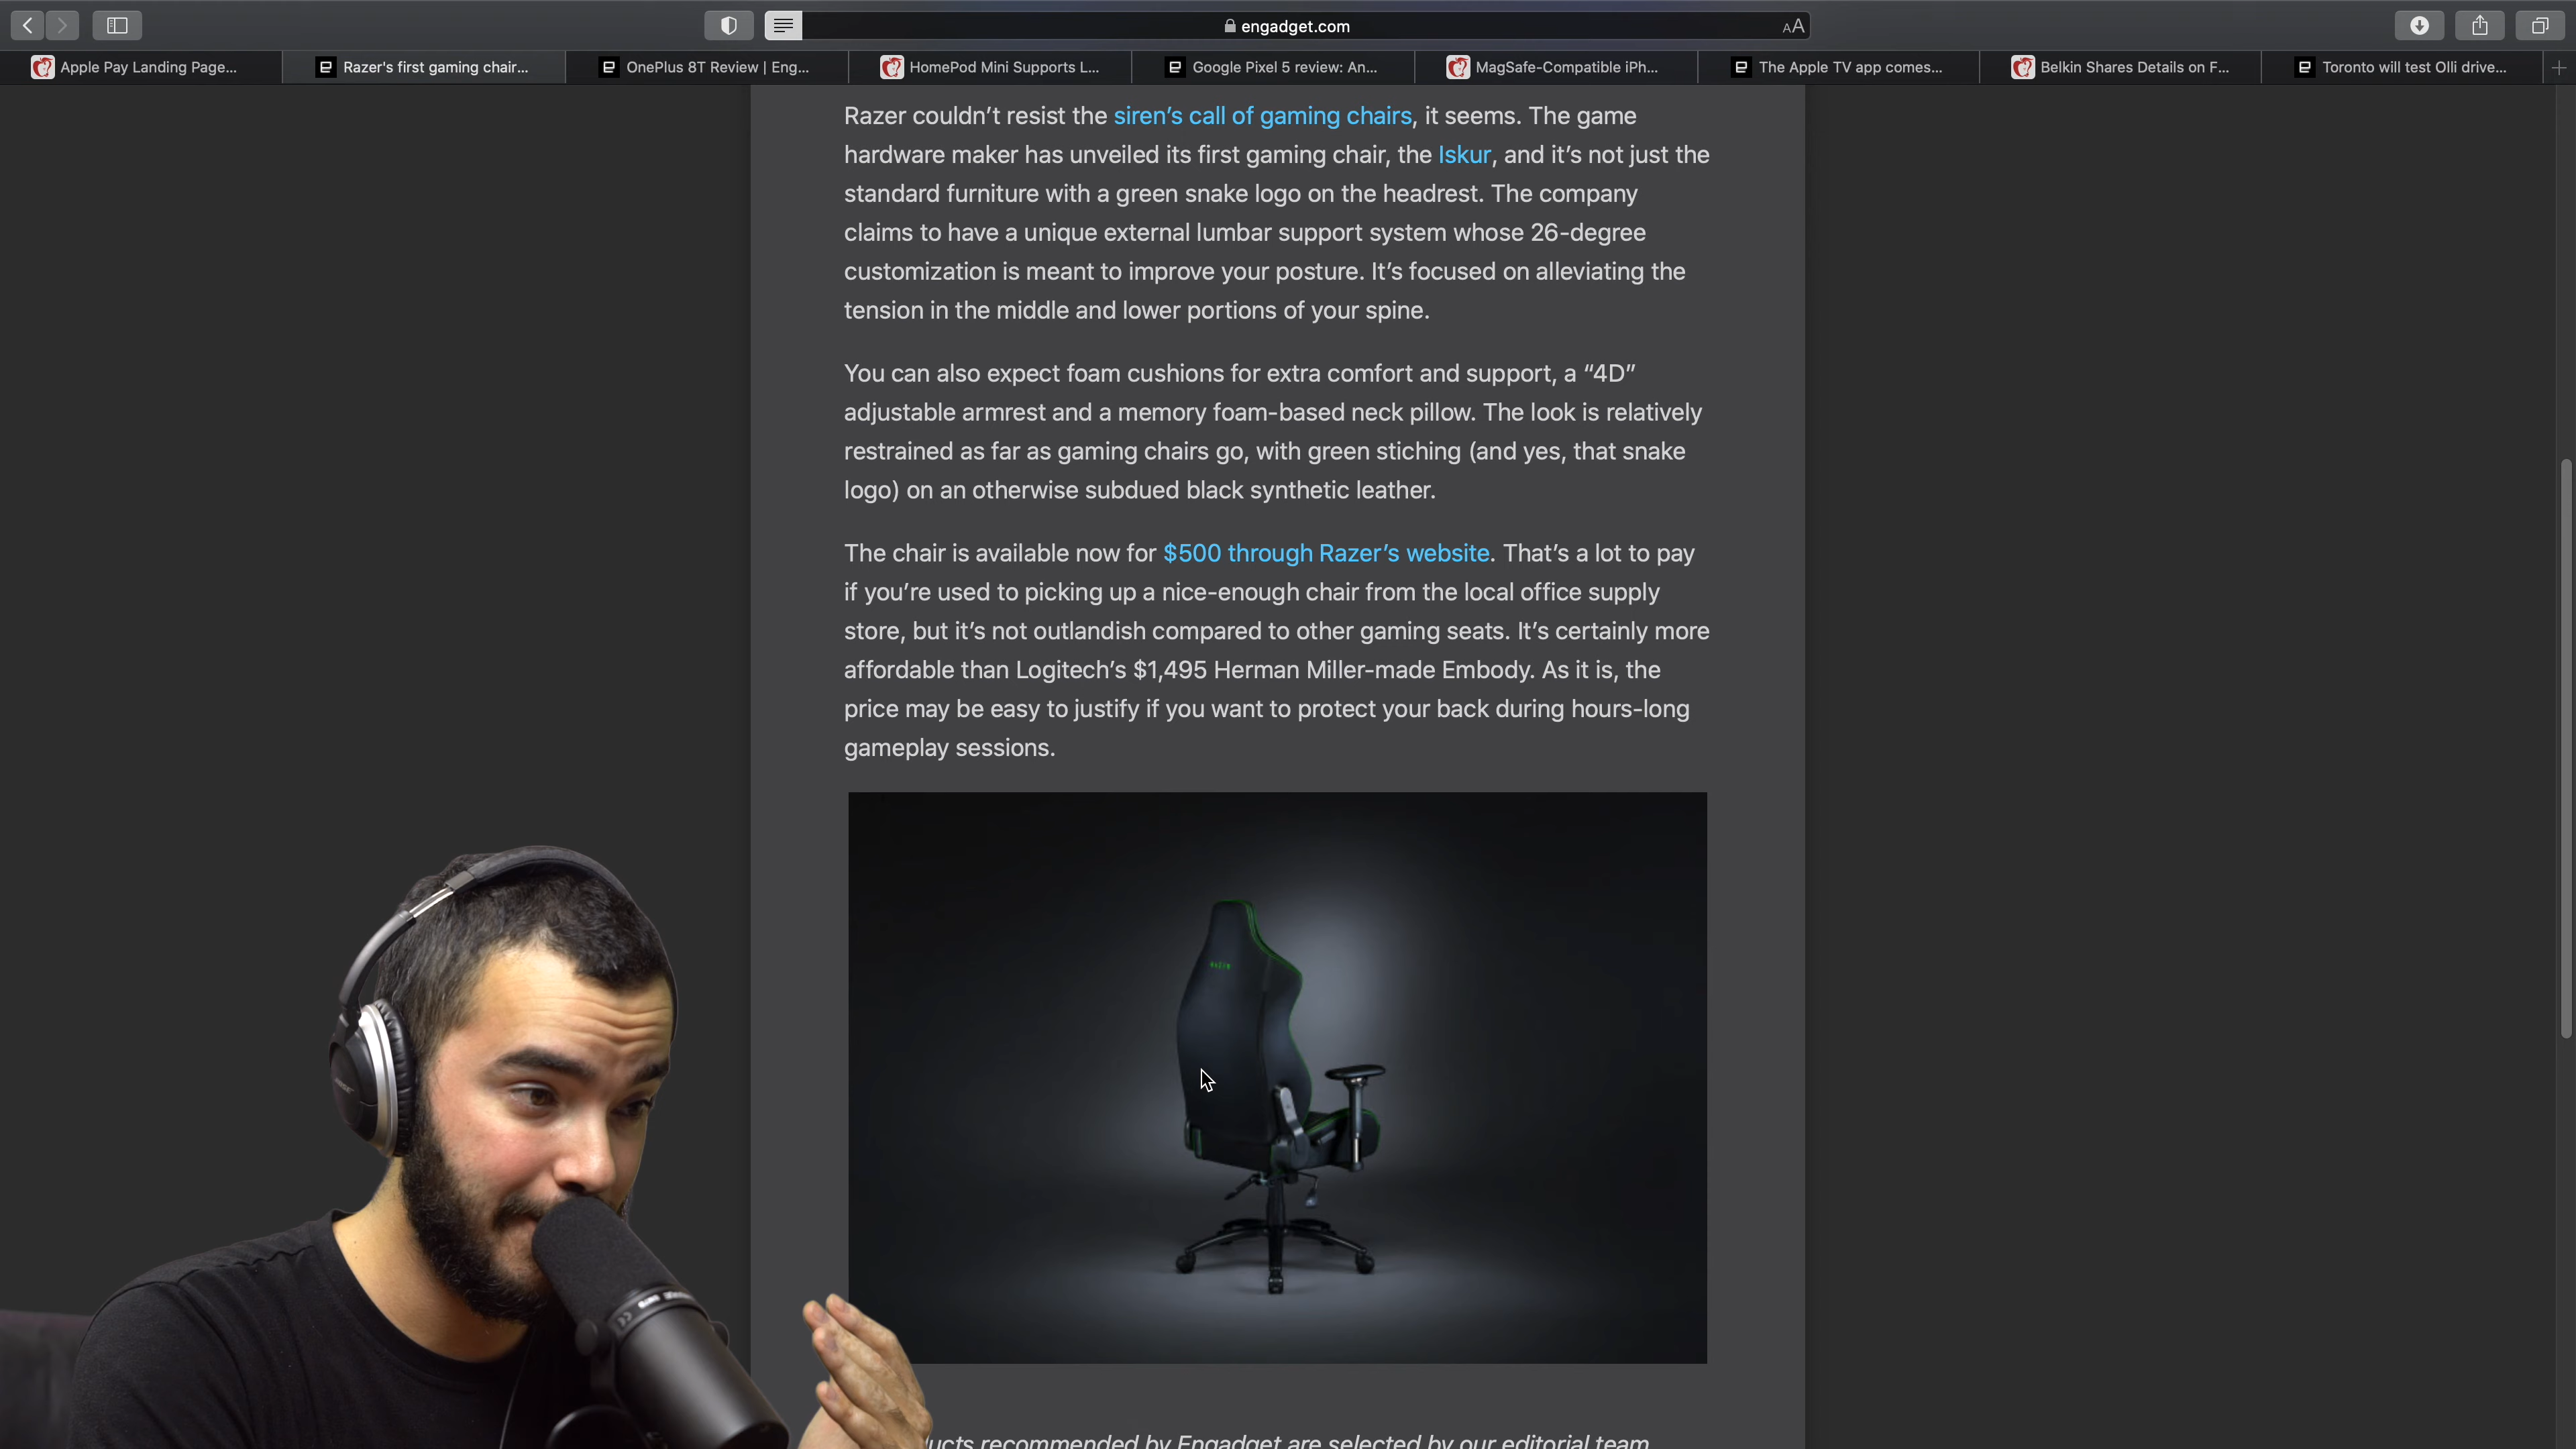 engadget.com
AA
Apple Pay Landing Page...
Razer's first gaming chair...
OnePlus 8T Review | Eng...
HomePod Mini Supports L...
Google Pixel 5 review: An...
MagSafe-Compatible iPh...
The Apple TV app comes...
Belkin Shares Details on F...
Toronto will test Olli drive...
Razer couldn’t resist the siren’s call of gaming chairs, it seems. The game
hardware maker has unveiled its first gaming chair, the Iskur, and it’s not just the
standard furniture with a green snake logo on the headrest. The company
claims to have a unique external lumbar support system whose 26-degree
customization is meant to improve your posture. It’s focused on alleviating the
tension in the middle and lower portions of your spine.
You can also expect foam cushions for extra comfort and support, a “4D”
adjustable armrest and a memory foam-based neck pillow. The look is relatively
restrained as far as gaming chairs go, with green stiching (and yes, that snake
logo) on an otherwise subdued black synthetic leather.
The chair is available now for $500 through Razer’s website. That’s a lot to pay
if you’re used to picking up a nice-enough chair from the local office supply
store, but it’s not outlandish compared to other gaming seats. It’s certainly more
affordable than Logitech’s $1,495 Herman Miller-made Embody. As it is, the
price may be easy to justify if you want to protect your back during hours-long
gameplay sessions.
recommended by Engadget are selected by our editorial team